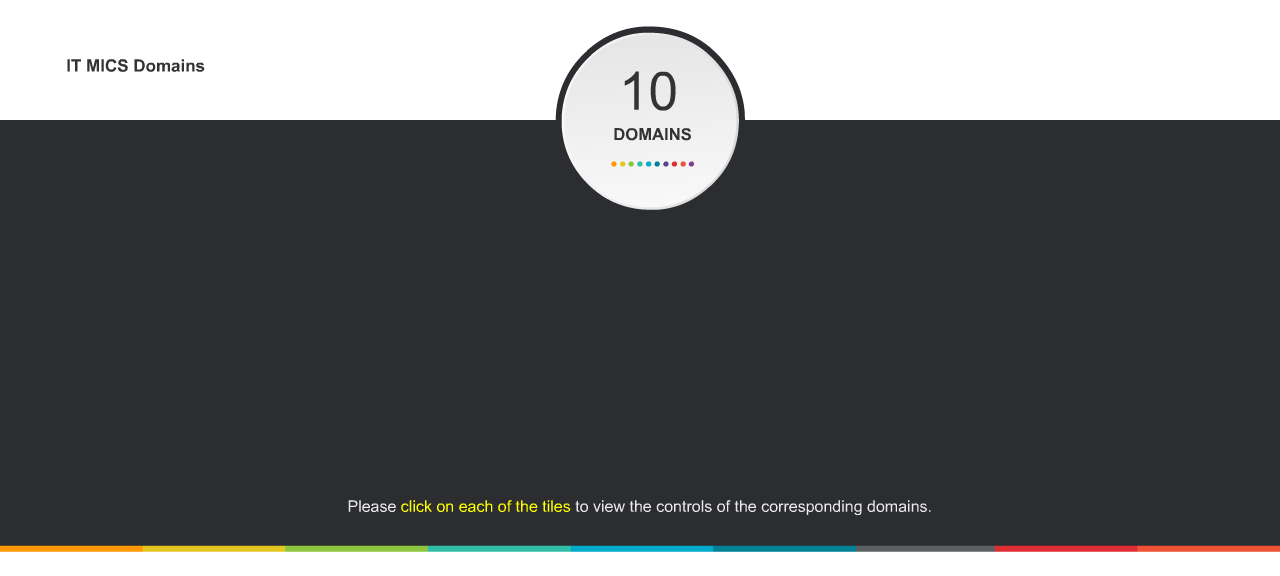 IT MICS Domains
10
DOMAINS
Please click on each of the tiles to view the controls of the corresponding domains.